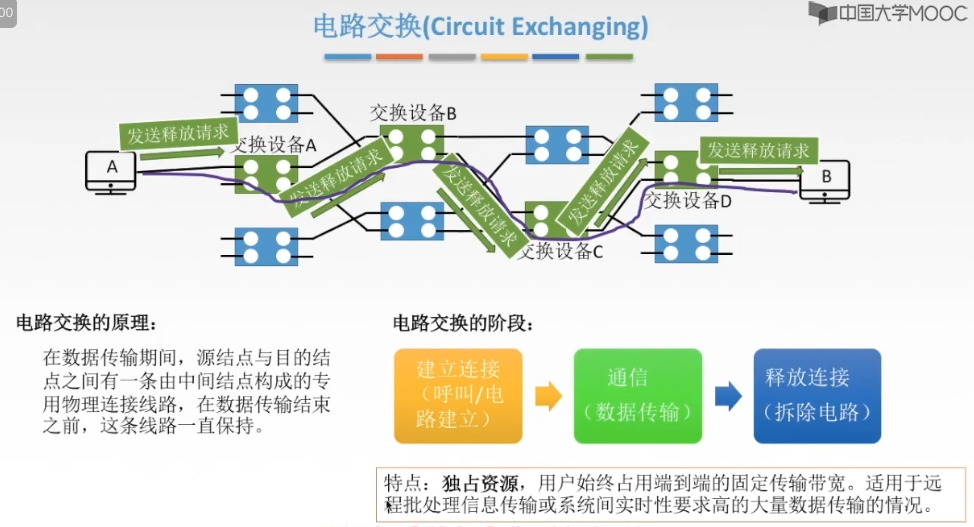 00
中国大学MOOC
电路交换(Circuit Exchanging)
交换设备B
发送释放请求
交换设备A
A
发送释放请求
发送释放请求
发送释放请求
发送释放请求
B
交换设备D
交换设备C
电路交换的原理：
在数据传输期间，源结点与目的结
点之间有一条由中间结点构成的专
用物理连接线路，在数据传输结束
之前，这条线路一直保持。
电路交换的阶段：
建立连接
（呼叫/电
路建立）
通信
（数据传输）
释放连接
（拆除电路）
特点：独占资源，用户始终占用端到端的固定传输带宽。适用于远
程批处理信息传输或系统间实时性要求高的大量数据传输的情况。